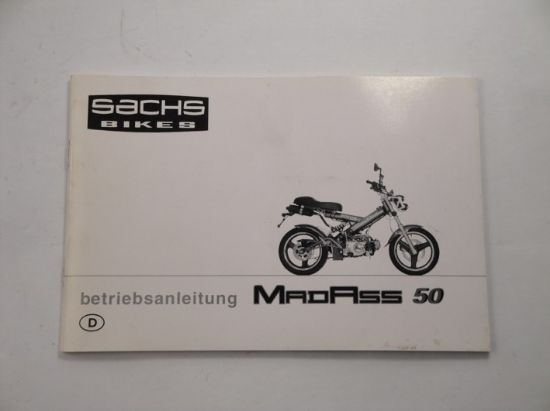 SACHS
BIKES
betriebsanleitung MADASS 50
D